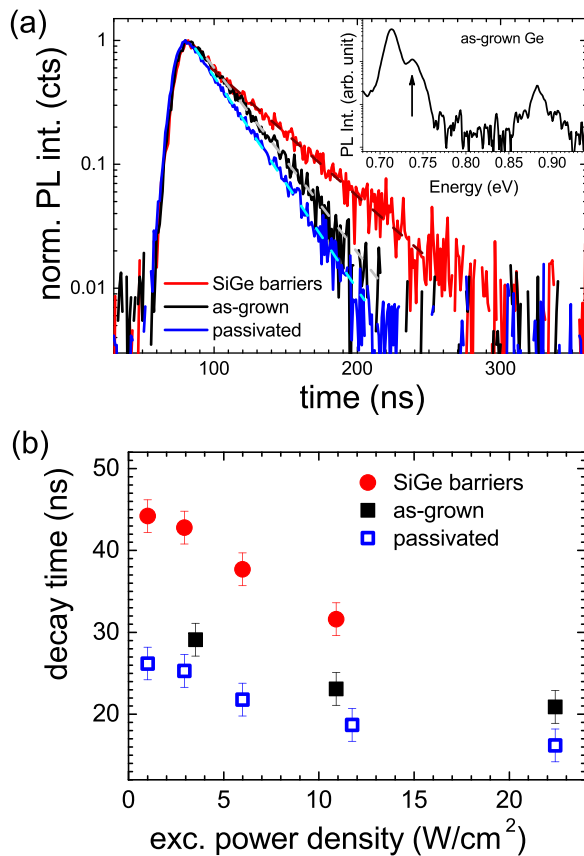 (a)
norm. PL int. (cts)
1
0.1
0.01
SiGe barriers
as-grown
passivated
100
200
300
time (ns)
as-grown Ge
PL Int. (arb. unit)
0.70
0.75
0.80
0.85
0.90
Energy (eV)
(b)
decay time (ns)
50
40
30
20
SiGe barriers
as-grown
passivated
0
5
10
15
20
exc. power density (W/cm²)